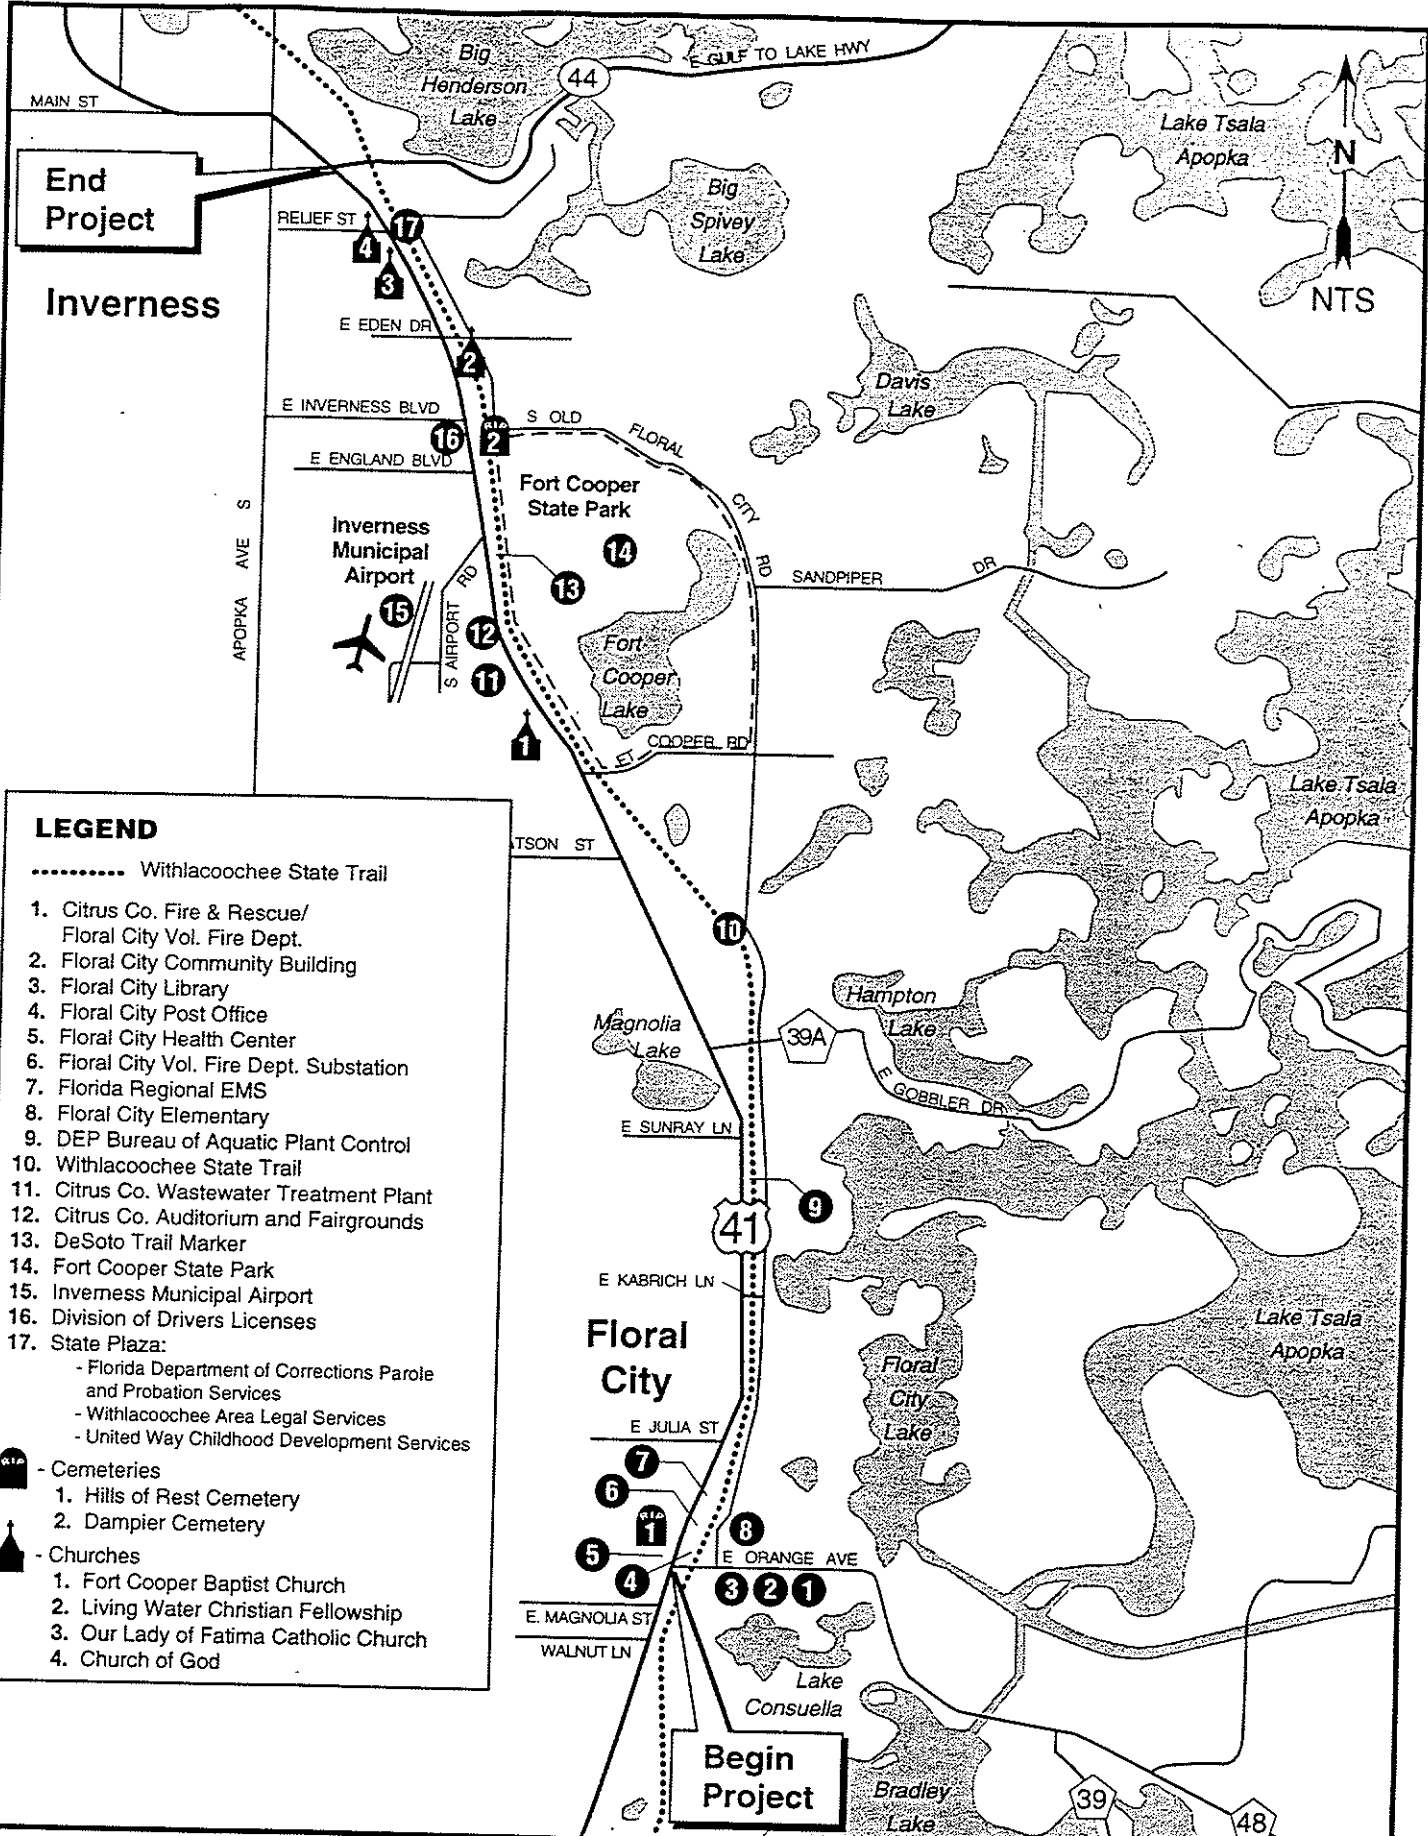 Big
Henderson
Lake
E GULF TO LAKE HWY
44
MAIN ST
Lake Tsala
Apopka
N
NTS
End
Project
Big
Spivey
Lake
RELIEF ST
17
4
3
Inverness
E EDEN DR
2
Davis
Lake
E INVERNESS BLVD
16
RIP
2
S OLD FLORAL CITY RD
E ENGLAND BLVD
Fort Cooper
State Park
14
APOPKA AVE S
Inverness
Municipal
Airport
15
S AIRPORT RD
13
SANDPIPER DR
12
11
Fort
Cooper
Lake
1
FT COOPER RD
Lake Tsala
Apopka
ATSON ST
10
Hampton
Lake
Magnolia
Lake
39A
E GOBBLER DR
E SUNRAY LN
9
41
E KABRICH LN
Floral
City
Lake Tsala
Apopka
Floral
City
Lake
E JULIA ST
7
6
RIP
1
8
5
4
E ORANGE AVE
3 2 1
E. MAGNOLIA ST
WALNUT LN
Lake
Consuella
Begin
Project
Bradley
Lake
39
48
LEGEND
Withlacoochee State Trail
1. Citrus Co. Fire & Rescue/
Floral City Vol. Fire Dept.
2. Floral City Community Building
3. Floral City Library
4. Floral City Post Office
5. Floral City Health Center
6. Floral City Vol. Fire Dept. Substation
7. Florida Regional EMS
8. Floral City Elementary
9. DEP Bureau of Aquatic Plant Control
10. Withlacoochee State Trail
11. Citrus Co. Wastewater Treatment Plant
12. Citrus Co. Auditorium and Fairgrounds
13. DeSoto Trail Marker
14. Fort Cooper State Park
15. Inverness Municipal Airport
16. Division of Drivers Licenses
17. State Plaza:
- Florida Department of Corrections Parole
and Probation Services
- Withlacoochee Area Legal Services
- United Way Childhood Development Services
RIP - Cemeteries
1. Hills of Rest Cemetery
2. Dampier Cemetery
- Churches
1. Fort Cooper Baptist Church
2. Living Water Christian Fellowship
3. Our Lady of Fatima Catholic Church
4. Church of God